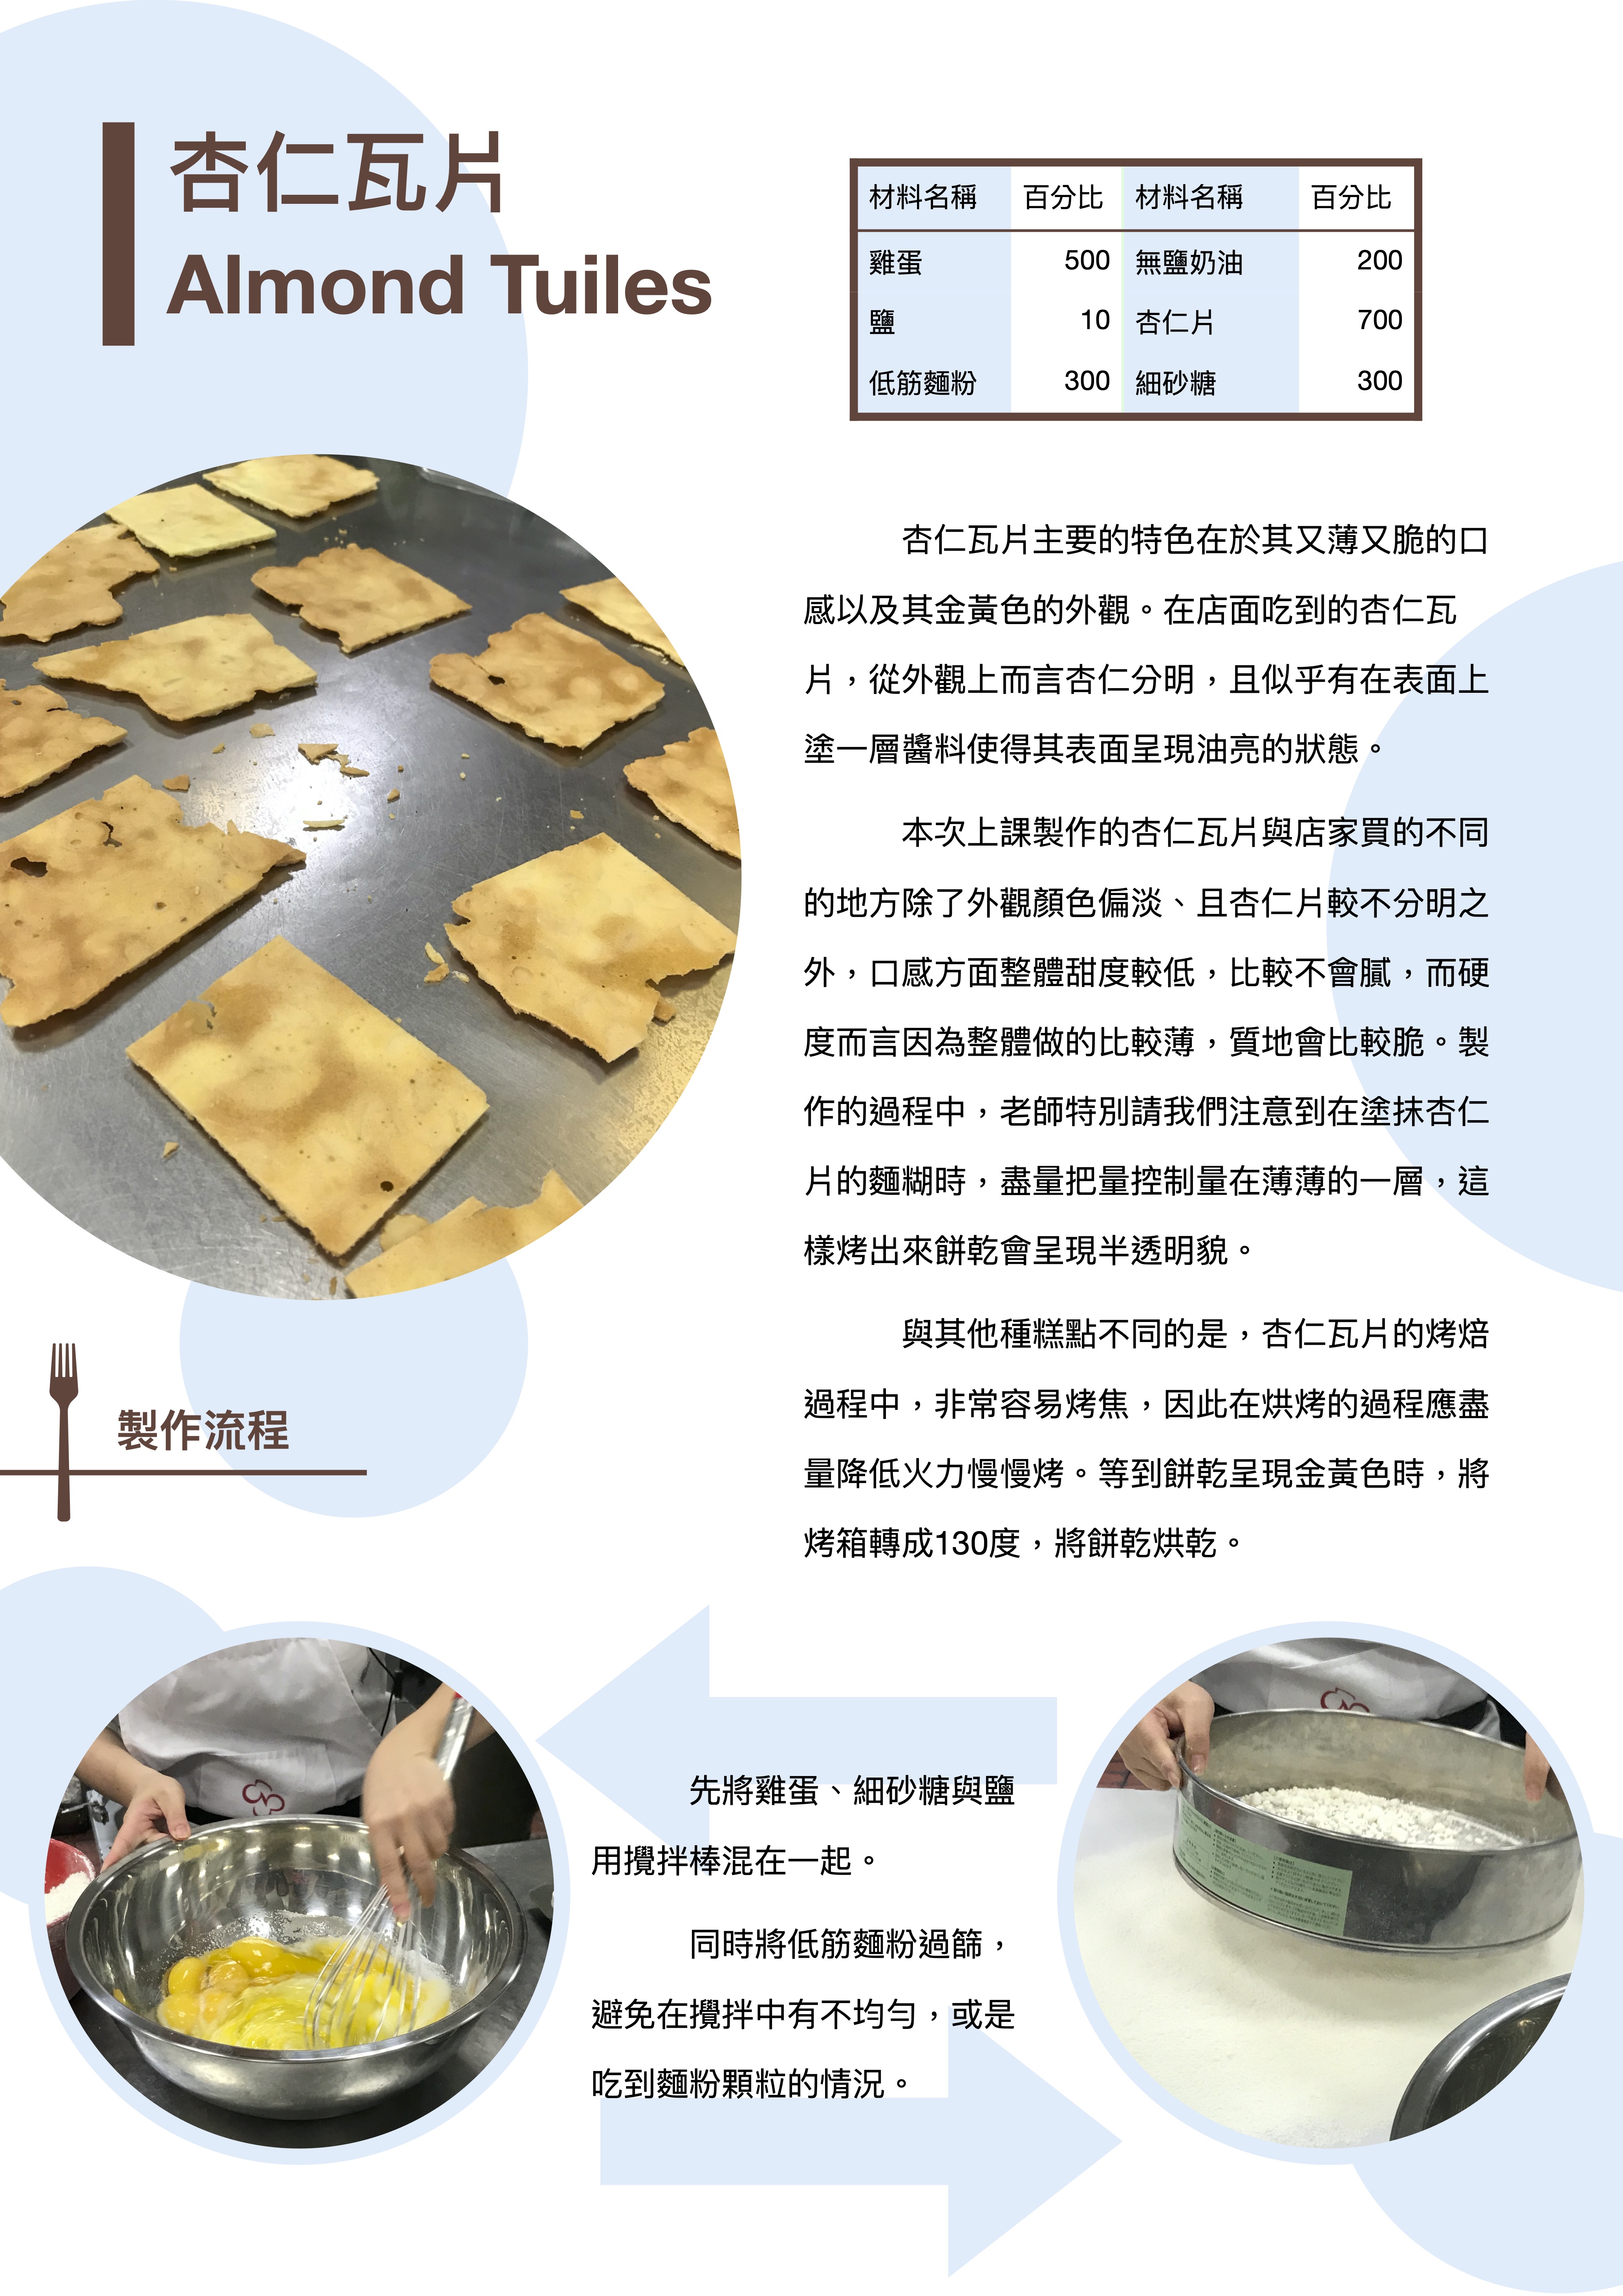 杏仁瓦片
Almond Tuiles
材料名稱 百分比 材料名稱 百分比
雞蛋 500 無鹽奶油 200
鹽 10 杏仁片 700
低筋麵粉 300 細砂糖 300
杏仁瓦片主要的特色在於其又薄又脆的口
感以及其金黃色的外觀。在店面吃到的杏仁瓦
片，從外觀上而言杏仁分明，且似乎有在表面上
塗一層醬料使得其表面呈現油亮的狀態。
本次上課製作的杏仁瓦片與店家買的不同
的地方除了外觀顏色偏淡、且杏仁片較不分明之
外，口感方面整體甜度較低，比較不會膩，而硬
度而言因為整體做的比較薄，質地會比較脆。製
作的過程中，老師特別請我們注意到在塗抹杏仁
片的麵糊時，盡量把量控制量在薄薄的一層，這
樣烤出來餅乾會呈現半透明貌。
與其他種糕點不同的是，杏仁瓦片的烤焙
過程中，非常容易烤焦，因此在烘烤的過程應盡
量降低火力慢慢烤。等到餅乾呈現金黃色時，將
烤箱轉成130度，將餅乾烘乾。
製作流程
先將雞蛋、細砂糖與鹽
用攪拌棒混在一起。
同時將低筋麵粉過篩，
避免在攪拌中有不均勻，或是
吃到麵粉顆粒的情況。